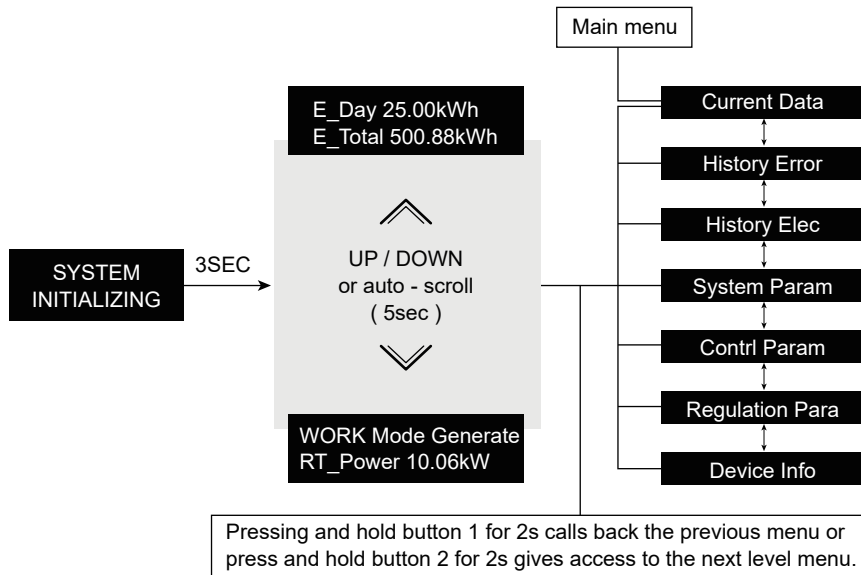 Main menu
E_Day 25.00kWh
E_Total 500.88kWh
UP / DOWN
or auto - scroll
( 5sec )
WORK Mode Generate
RT_Power 10.06kW
SYSTEM
INITIALIZING
3SEC
Current Data
History Error
History Elec
System Param
Contrl Param
Regulation Para
Device Info
Pressing and hold button 1 for 2s calls back the previous menu or
press and hold button 2 for 2s gives access to the next level menu.